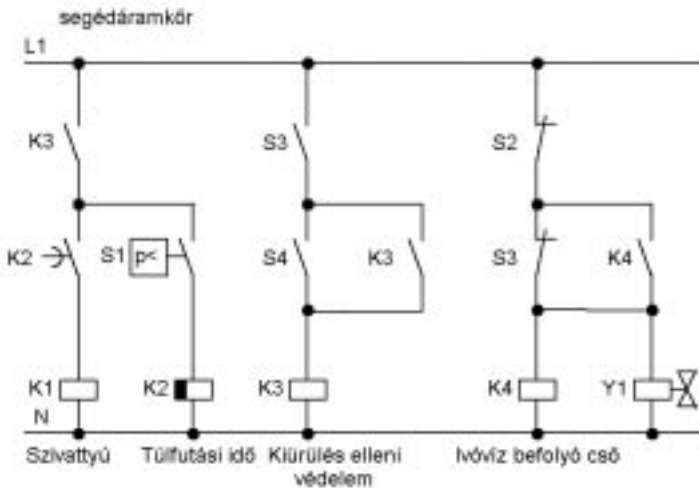 segédáramkőr
L1
K3
S3
S2
K2
S1
p<
S4
K3
S3
K4
K1
K2
K3
K4
Y1
N
Szivattyú
Túlfutási idő
Kiürülés elleni
védelem
Ivóvíz befolyó cső